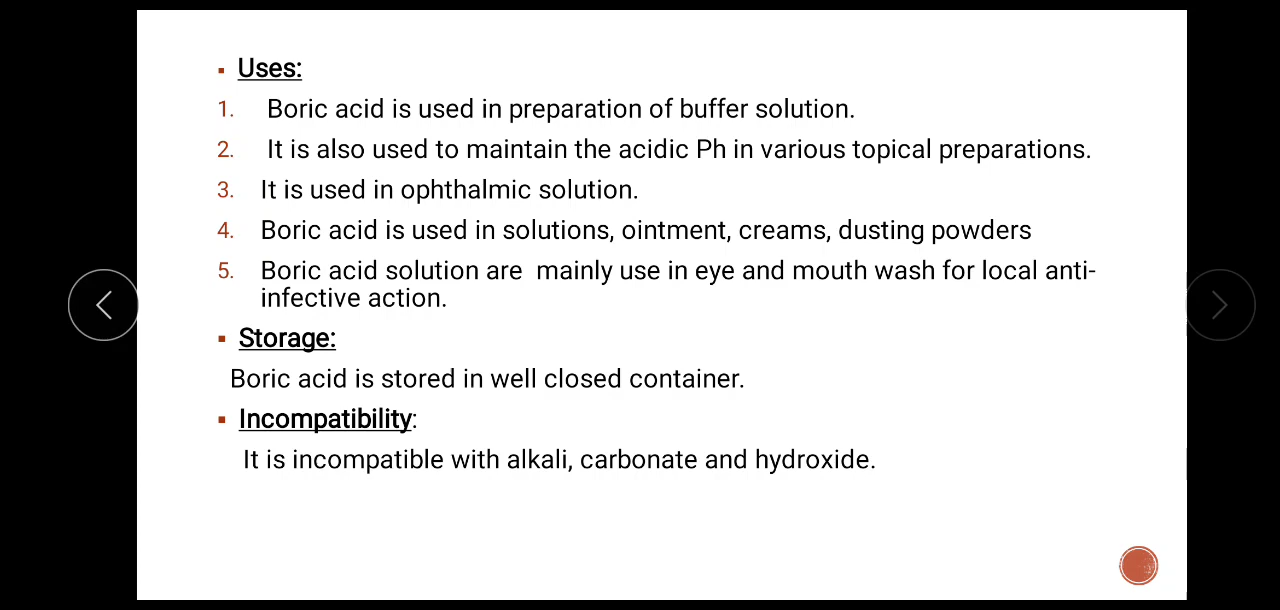 ▪ Uses:
1. Boric acid is used in preparation of buffer solution.
2. It is also used to maintain the acidic Ph in various topical preparations.
3. It is used in ophthalmic solution.
4. Boric acid is used in solutions, ointment, creams, dusting powders
5. Boric acid solution are mainly use in eye and mouth wash for local anti-
infective action.
▪ Storage:
Boric acid is stored in well closed container.
▪ Incompatibility:
It is incompatible with alkali, carbonate and hydroxide.